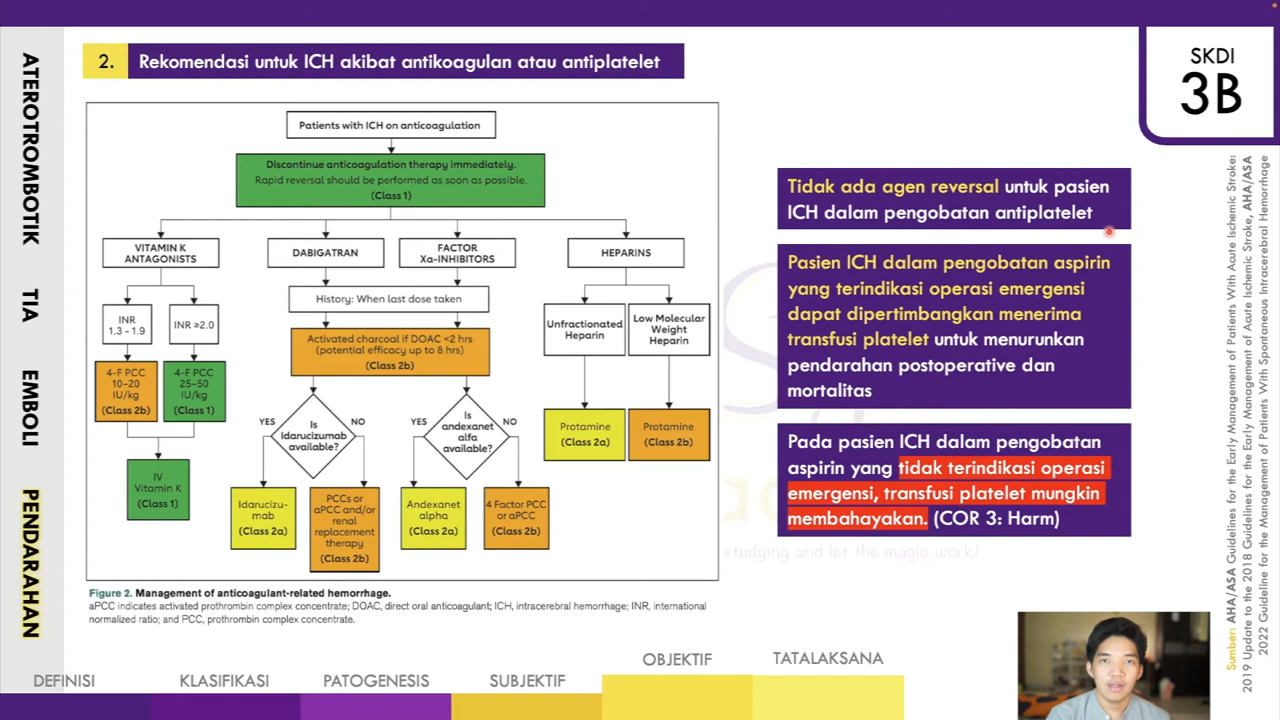 2. Rekomendasi untuk ICH akibat antikoagulan atau antiplatelet
SKDI
3B
ATEROTROMBOTIK
TIA
EMBOLI
PENDARAHAN
Patients with ICH on anticoagulation
Discontinue anticoagulation therapy immediately.
Rapid reversal should be performed as soon as possible.
(Class 1)
VITAMIN K
ANTAGONISTS
DABIGATRAN
FACTOR
Xa-INHIBITORS
HEPARINS
History: When last dose taken
INR
1.3 - 1.9
INR ≥2.0
Unfractionated
Heparin
Low Molecular
Weight
Heparin
Activated charcoal if DOAC <2 hrs
(potential efficacy up to 8 hrs)
(Class 2b)
4-F PCC
10–20
IU/kg
(Class 2b)
4-F PCC
25–50
IU/kg
(Class 1)
YES
Is
Idarucizumab
available?
NO
YES
Is
andexanet
alfa
available?
NO
Protamine
(Class 2a)
Protamine
(Class 2b)
IV
Vitamin K
(Class 1)
Idarucizu-
mab
(Class 2a)
PCCs or
aPCC and/or
renal
replacement
therapy
(Class 2b)
Andexanet
alpha
(Class 2a)
4 Factor PCC
or aPCC
(Class 2b)
Figure 2. Management of anticoagulant-related hemorrhage.
aPCC indicates activated prothrombin complex concentrate; DOAC, direct oral anticoagulant; ICH, intracerebral hemorrhage; INR, international
normalized ratio; and PCC, prothrombin complex concentrate.
Tidak ada agen reversal untuk pasien
ICH dalam pengobatan antiplatelet
Pasien ICH dalam pengobatan aspirin
yang terindikasi operasi emergensi
dapat dipertimbangkan menerima
transfusi platelet untuk menurunkan
pendarahan postoperative dan
mortalitas
Pada pasien ICH dalam pengobatan
aspirin yang tidak terindikasi operasi
emergensi, transfusi platelet mungkin
membahayakan. (COR 3: Harm)
studying and let the magic work!
Sumber: AHA/ASA Guidelines for the Early Management of Patients With Acute Ischemic Stroke:
2019 Update to the 2018 Guidelines for the Early Management of Acute Ischemic Stroke, AHA/ASA
2022 Guideline for the Management of Patients With Spontaneous Intracerebral Hemorrhage
DEFINISI
KLASIFIKASI
PATOGENESIS
SUBJEKTIF
OBJEKTIF
TATALAKSANA